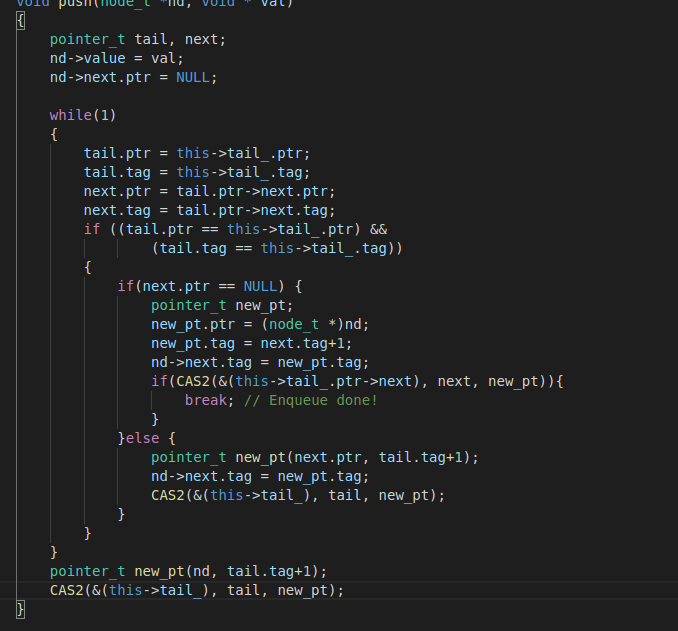 void push(node_t *nd, void * val)
{
    pointer_t tail, next;
    nd->value = val;
    nd->next.ptr = NULL;

    while(1)
    {
        tail.ptr = this->tail_.ptr;
        tail.tag = this->tail_.tag;
        next.ptr = tail.ptr->next.ptr;
        next.tag = tail.ptr->next.tag;
        if ((tail.ptr == this->tail_.ptr) &&
                (tail.tag == this->tail_.tag))
        {
            if(next.ptr == NULL) {
                pointer_t new_pt;
                new_pt.ptr = (node_t *)nd;
                new_pt.tag = next.tag+1;
                nd->next.tag = new_pt.tag;
                if(CAS2(&(this->tail_.ptr->next), next, new_pt)){
                    break; // Enqueue done!
                }
            }else {
                pointer_t new_pt(next.ptr, tail.tag+1);
                nd->next.tag = new_pt.tag;
                CAS2(&(this->tail_), tail, new_pt);
            }
        }
    }
    pointer_t new_pt(nd, tail.tag+1);
    CAS2(&(this->tail_), tail, new_pt);
}